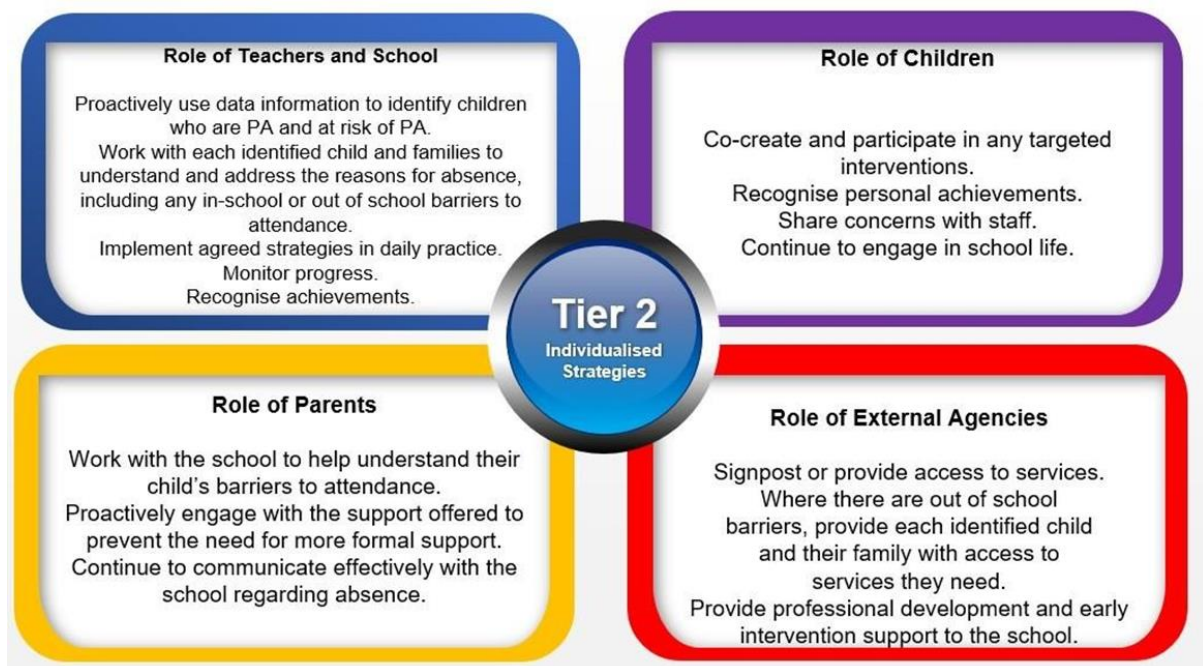 Role of Teachers and School
Proactively use data information to identify children
who are PA and at risk of PA.
Work with each identified child and families to
understand and address the reasons for absence,
including any in-school or out of school barriers to
attendance.
Implement agreed strategies in daily practice.
Monitor progress.
Recognise achievements.
Role of Children
Co-create and participate in any targeted
interventions.
Recognise personal achievements.
Share concerns with staff.
Continue to engage in school life.
Tier 2
Individualised
Strategies
Role of Parents
Work with the school to help understand their
child’s barriers to attendance.
Proactively engage with the support offered to
prevent the need for more formal support.
Continue to communicate effectively with the
school regarding absence.
Role of External Agencies
Signpost or provide access to services.
Where there are out of school
barriers, provide each identified child
and their family with access to
services they need.
Provide professional development and early
intervention support to the school.